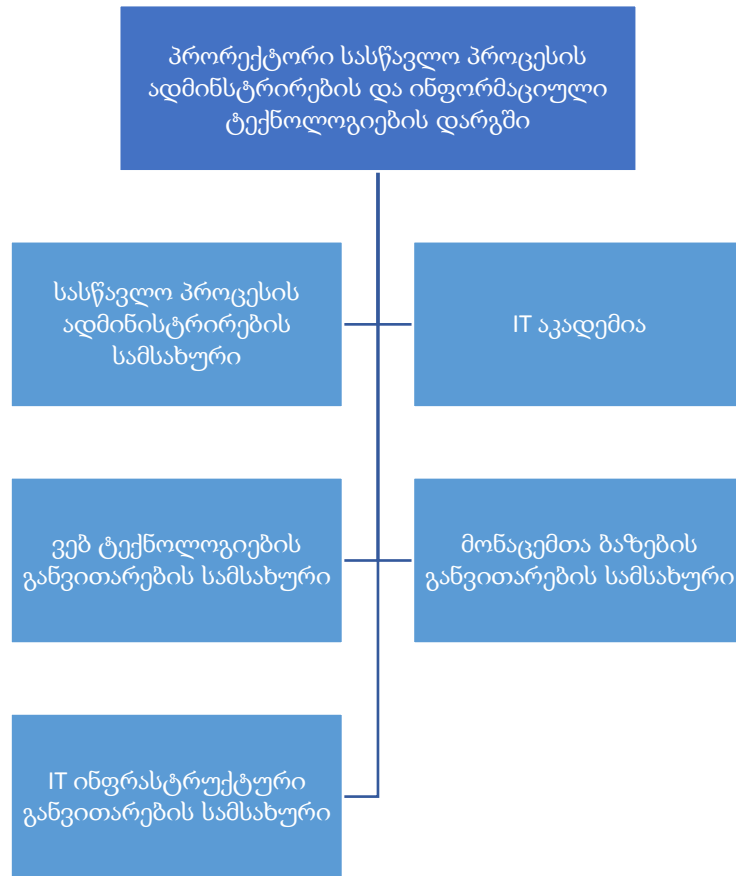 პრორექტორი სასწავლო პროცესის
ადმინსტრირების და ინფორმაციული
ტექნოლოგიების დარგში
სასწავლო პროცესის
ადმინისტრირების
სამსახური
IT აკადემია
ვებ ტექნოლოგიების
განვითარების სამსახური
მონაცემთა ბაზების
განვითარების სამსახური
IT ინფრასტრუქტური
განვითარების სამსახური